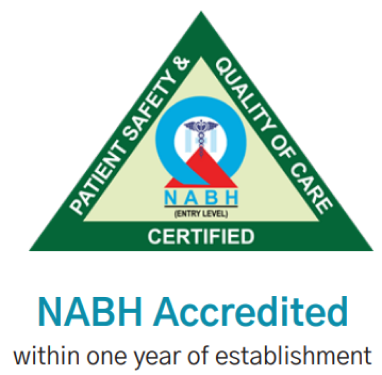 PATIENT SAFETY &
QUALITY OF CARE
NABH
(ENTRY LEVEL)
CERTIFIED
NABH Accredited
within one year of establishment